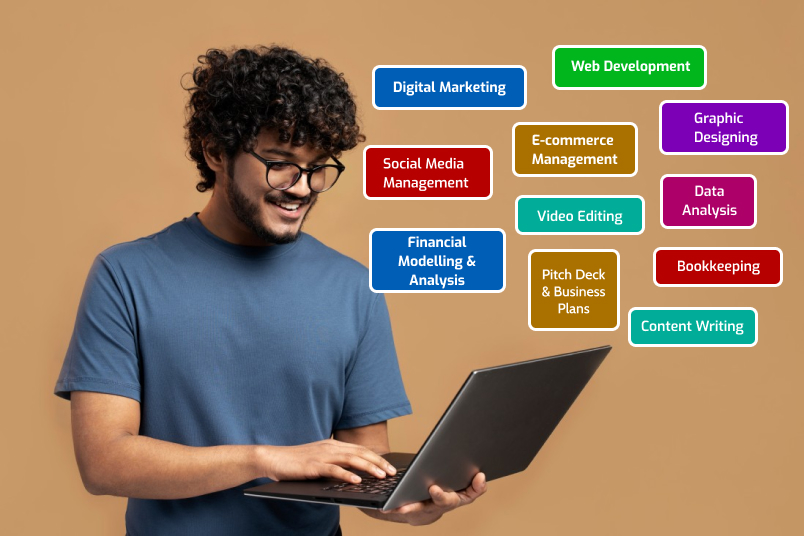 Web Development
Digital Marketing
Graphic
Designing
E-commerce
Management
Social Media
Management
Data
Analysis
Video Editing
Financial
Modelling &
Analysis
Bookkeeping
Pitch Deck
& Business
Plans
Content Writing